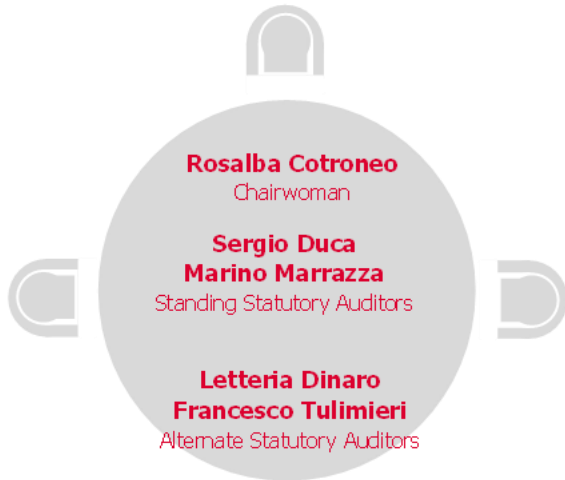 Rosalba Cotroneo
Chairwoman
Sergio Duca
Marino Marrazza
Standing Statutory Auditors
Letteria Dinaro
Francesco Tulimieri
Alternate Statutory Auditors